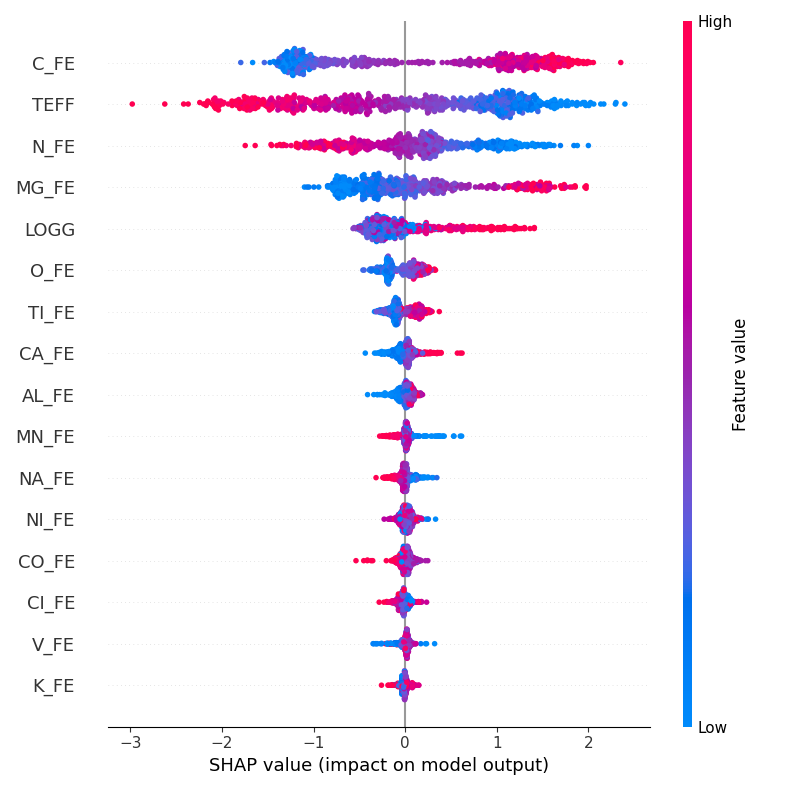 High
C_FE
TEFF
N_FE
MG_FE
LOGG
O_FE
TI_FE
CA_FE
AL_FE
MN_FE
NA_FE
NI_FE
CO_FE
CI_FE
V_FE
K_FE
Low
Feature value
−3 −2 −1 0 1 2
SHAP value (impact on model output)